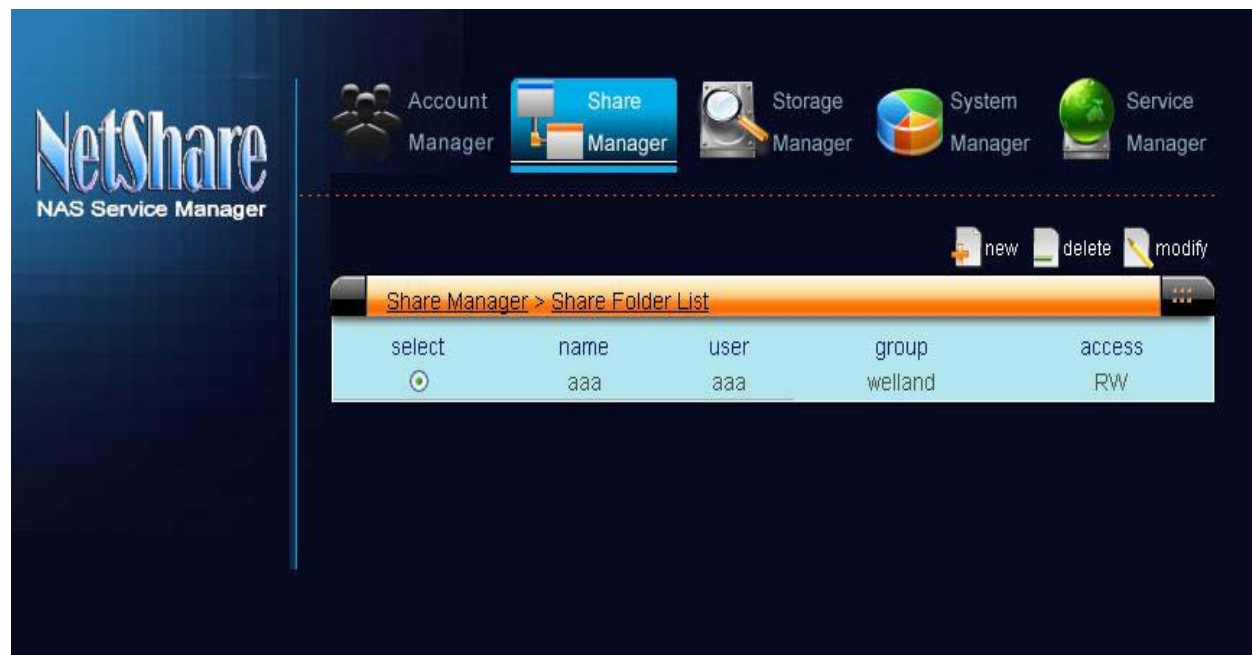 NetShare
NAS Service Manager
Account Manager
Share Manager
Storage Manager
System Manager
Service Manager
new delete modify
Share Manager > Share Folder List
select name user group access
aaa aaa welland RW